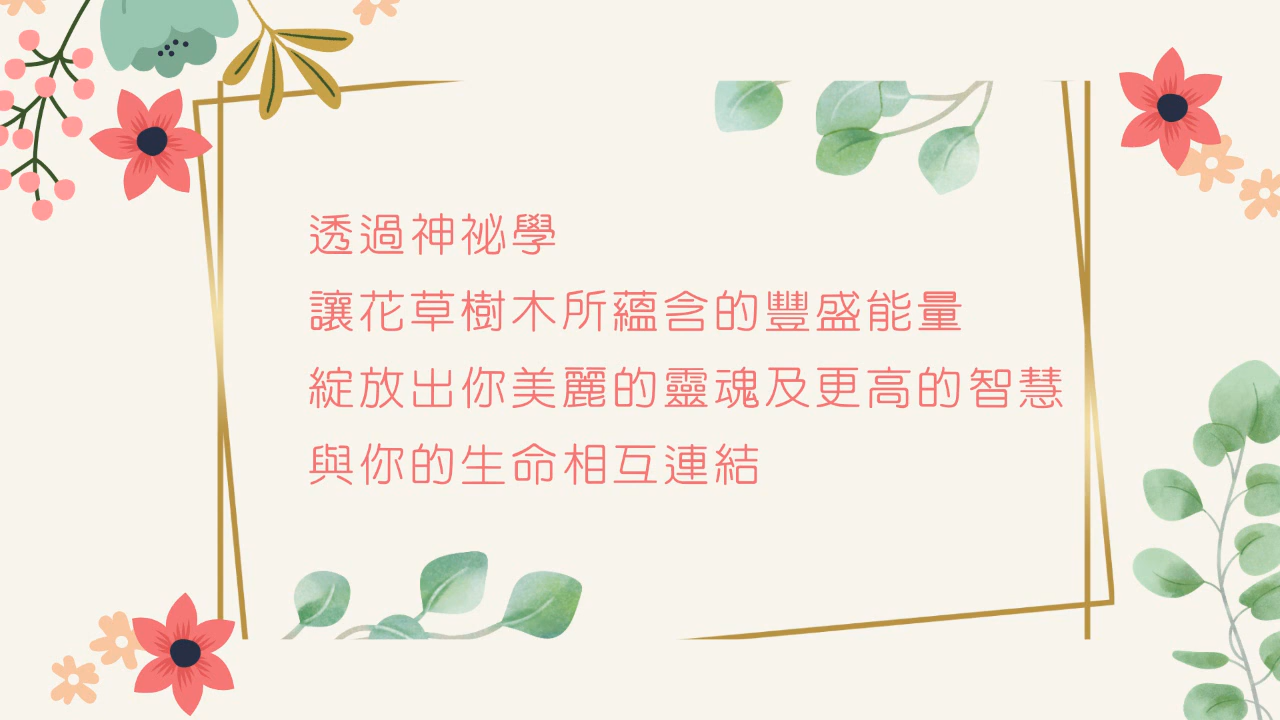 透過神祕學
讓花草樹木所蘊含的豐盛能量
綻放出你美麗的靈魂及更高的智慧
與你的生命相互連結